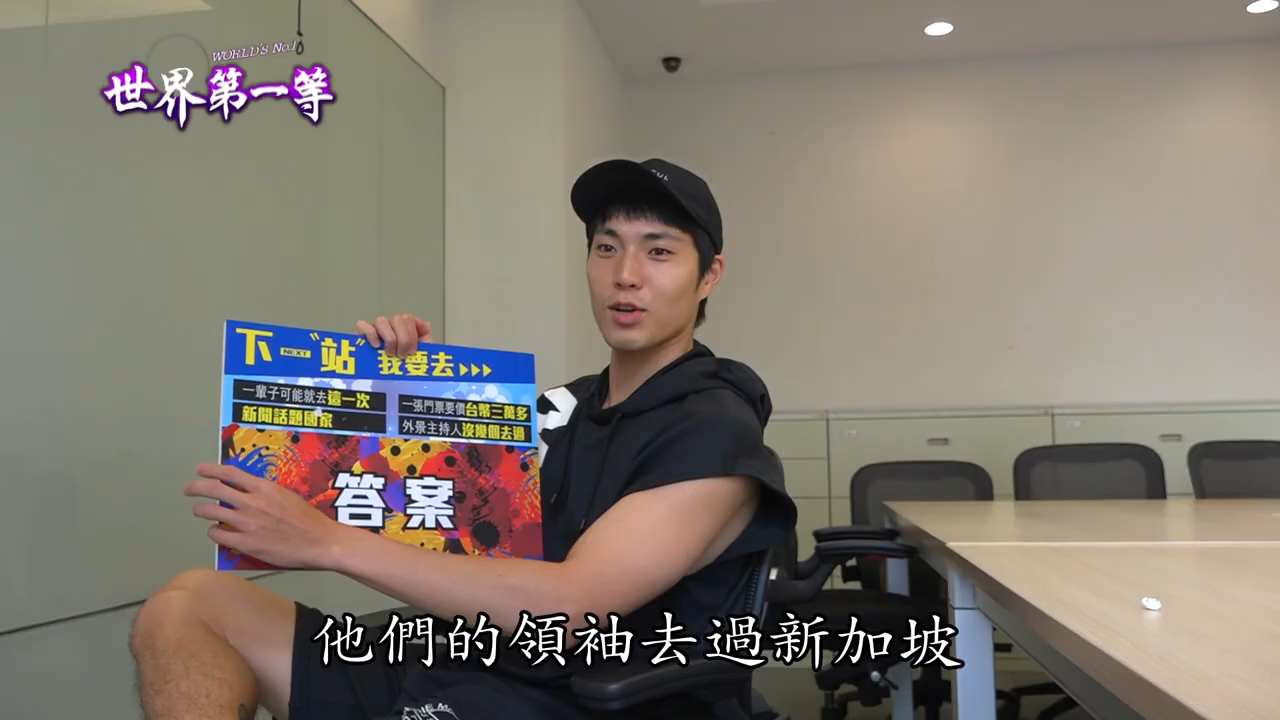 WORLD'S No.1
世界第一等
下一"站"我要去▸▸▸
NEXT
一輩子可能就去這一次
一張門票要價台幣三萬多
新聞話題國家
外景主持人沒幾個去過
答案
他們的領袖去過新加坡